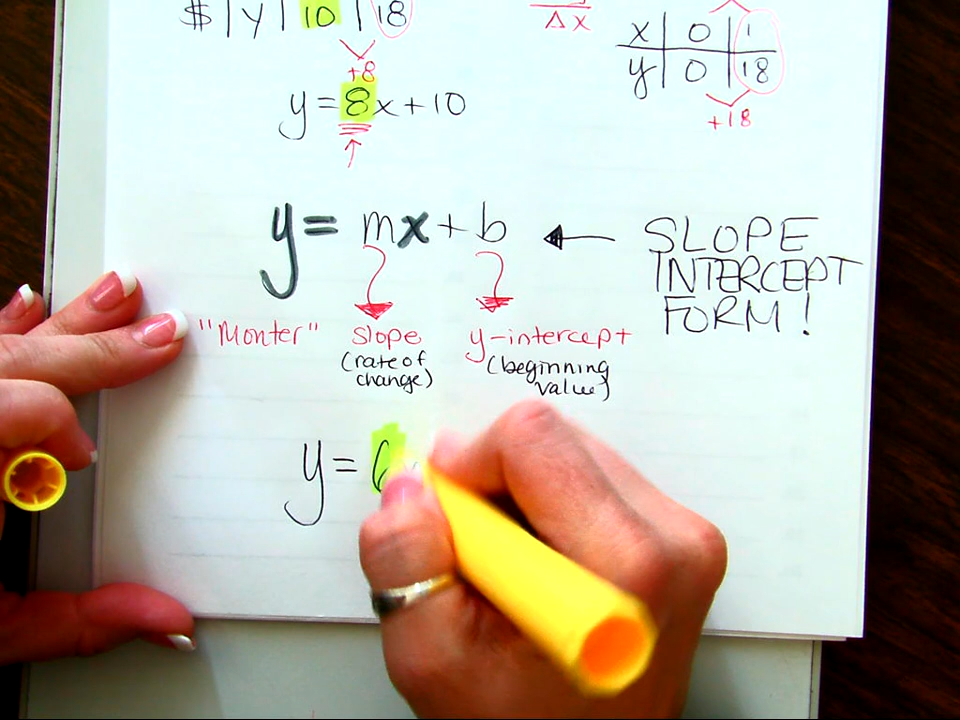 $ | y | 10 | 18
Δx
x | 0 | 1
y | 0 | 18
+8
+18
y = 8x + 10
y = mx + b
SLOPE
INTERCEPT
FORM!
"Monter" slope y-intercept
(rate of change)
(beginning value)
y = 6